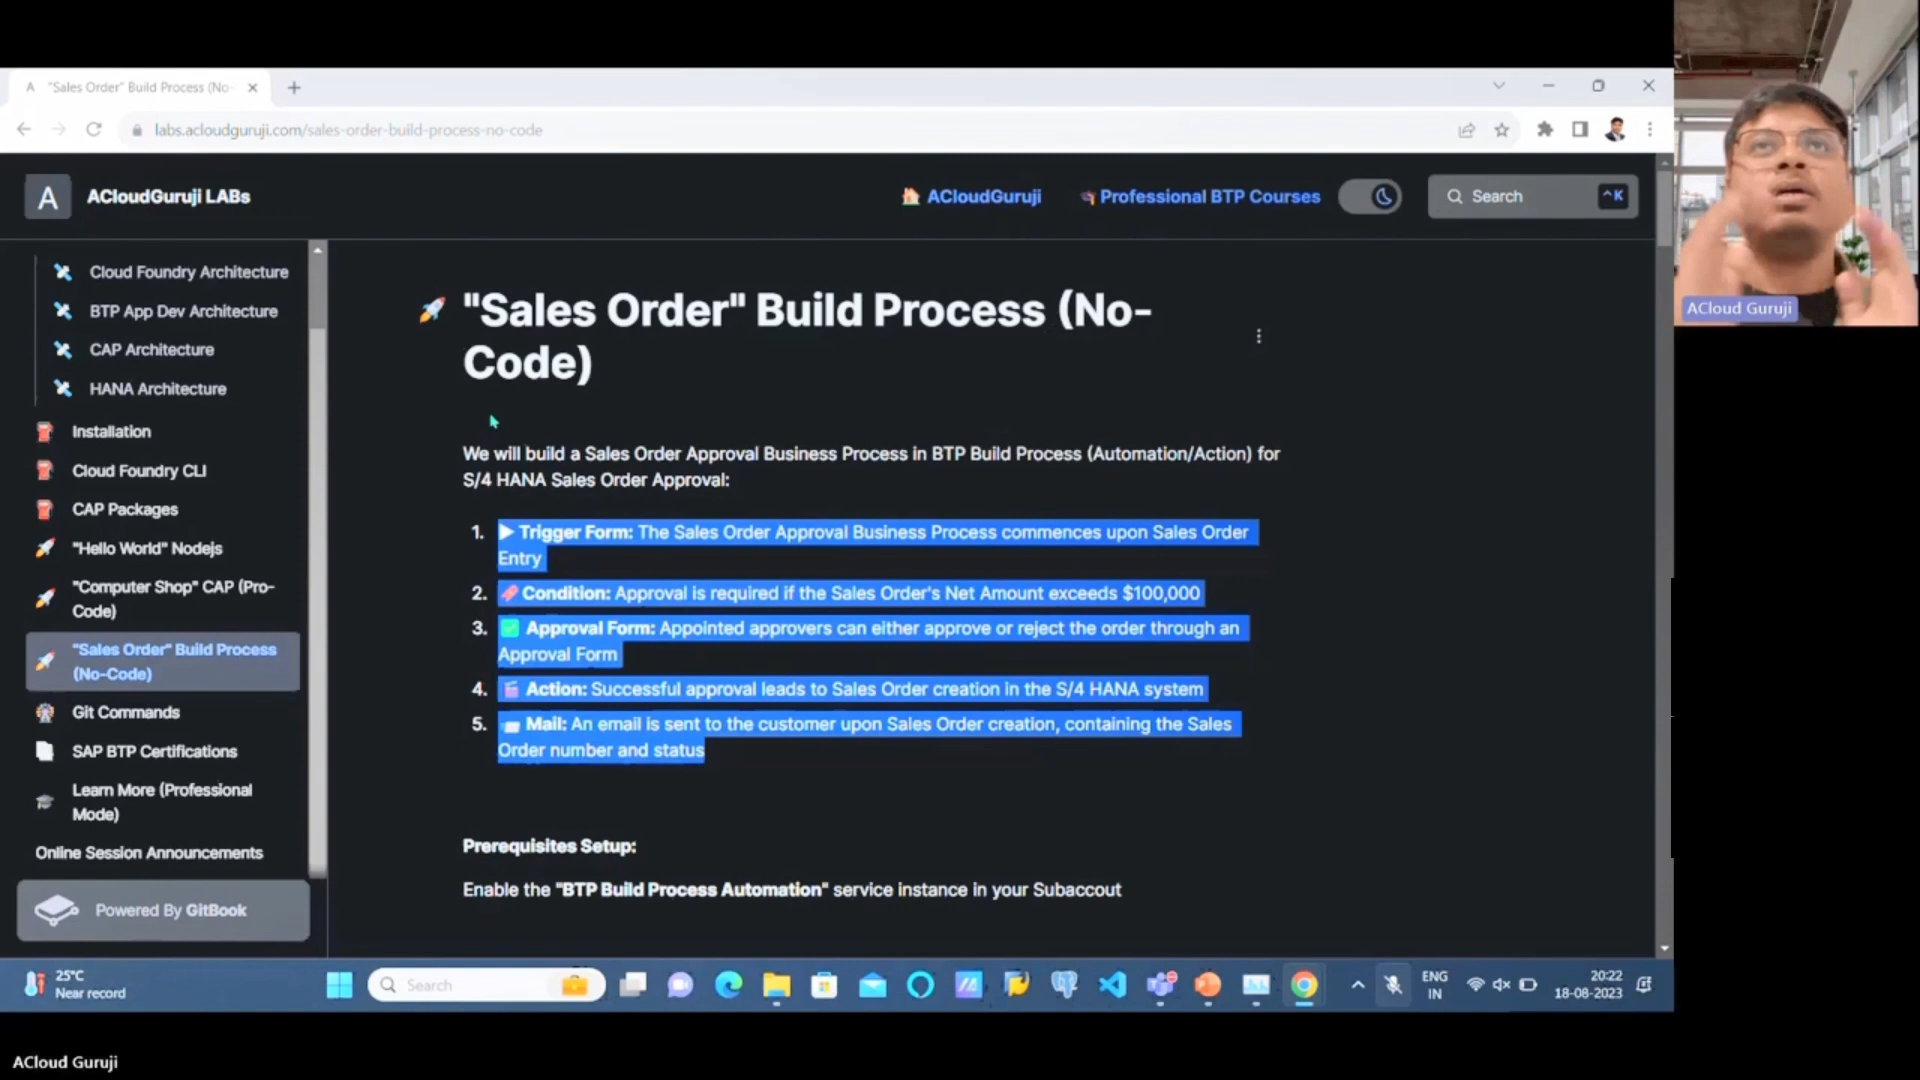 A "Sales Order" Build Process (No-
labs.acloudguruji.com/sales-order-build-process-no-code
A ACloudGuruji LABs
ACloudGuruji
Professional BTP Courses
Search
^K
Cloud Foundry Architecture
BTP App Dev Architecture
CAP Architecture
HANA Architecture
Installation
Cloud Foundry CLI
CAP Packages
"Hello World" Nodejs
"Computer Shop" CAP (Pro-
Code)
"Sales Order" Build Process
(No-Code)
Git Commands
SAP BTP Certifications
Learn More (Professional
Mode)
Online Session Announcements
Powered By GitBook
"Sales Order" Build Process (No-
Code)
We will build a Sales Order Approval Business Process in BTP Build Process (Automation/Action) for
S/4 HANA Sales Order Approval:
1. Trigger Form: The Sales Order Approval Business Process commences upon Sales Order
Entry
2. Condition: Approval is required if the Sales Order's Net Amount exceeds $100,000
3. Approval Form: Appointed approvers can either approve or reject the order through an
Approval Form
4. Action: Successful approval leads to Sales Order creation in the S/4 HANA system
5. Mail: An email is sent to the customer upon Sales Order creation, containing the Sales
Order number and status
Prerequisites Setup:
Enable the "BTP Build Process Automation" service instance in your Subaccout
ACloud Guruji
25°C
Near record
Search
ENG
IN
20:22
18-08-2023
ACloud Guruji